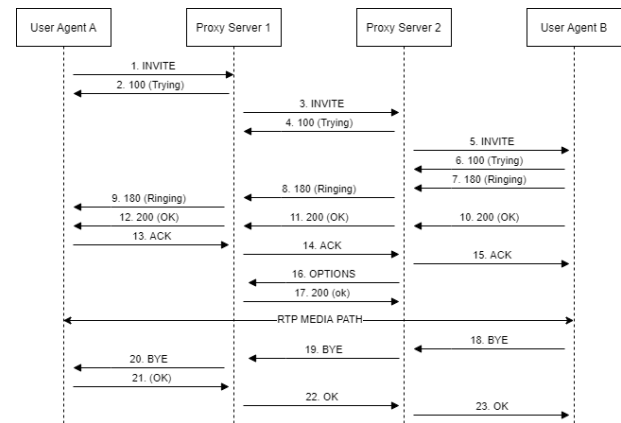 User Agent A
Proxy Server 1
Proxy Server 2
User Agent B
1. INVITE
2. 100 (Trying)
3. INVITE
4. 100 (Trying)
5. INVITE
6. 100 (Trying)
7. 180 (Ringing)
8. 180 (Ringing)
9. 180 (Ringing)
10. 200 (OK)
11. 200 (OK)
12. 200 (OK)
13. ACK
14. ACK
15. ACK
16. OPTIONS
17. 200 (ok)
RTP MEDIA PATH
18. BYE
19. BYE
20. BYE
21. (OK)
22. OK
23. OK